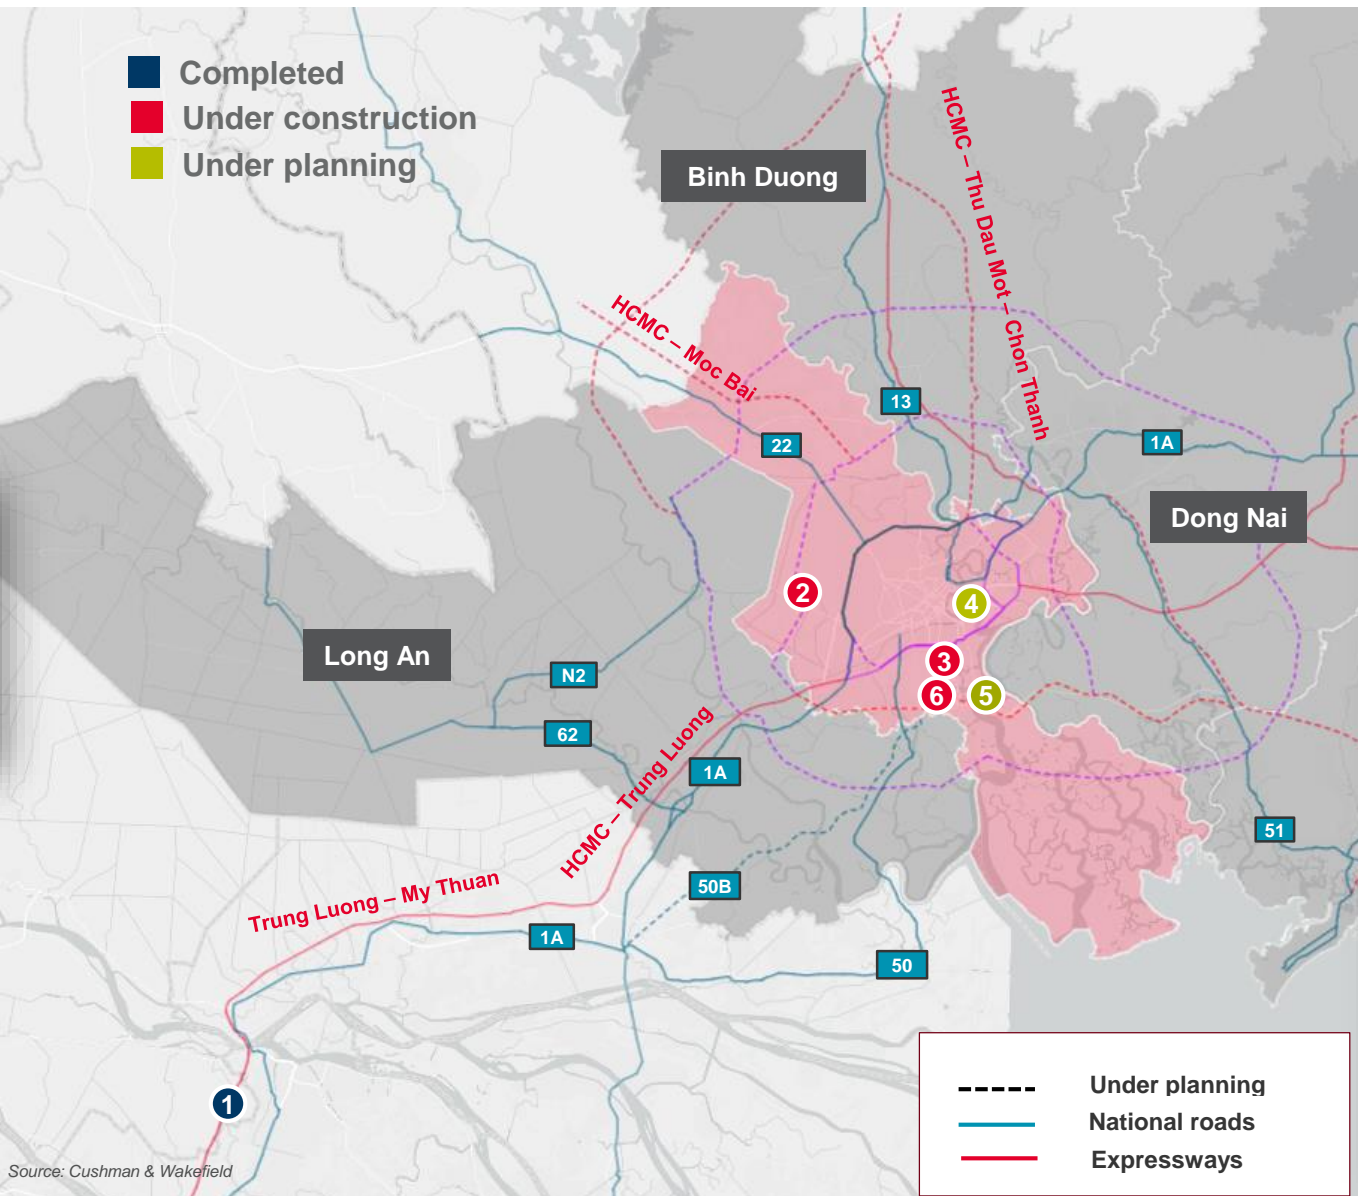 Completed
Under construction
Under planning
Binh Duong
HCMC – Thu Dau Mot – Chon Thanh
HCMC – Moc Bai
13
22
1A
Dong Nai
2
4
Long An
3
N2
6
5
62
HCMC – Trung Luong
1A
51
Trung Luong – My Thuan
50B
1A
50
1
Under planning
National roads
Expressways
Source: Cushman & Wakefield